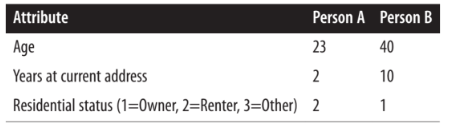 Attribute Person A Person B
Age 23 40
Years at current address 2 10
Residential status (1=Owner, 2=Renter, 3=Other) 2 1